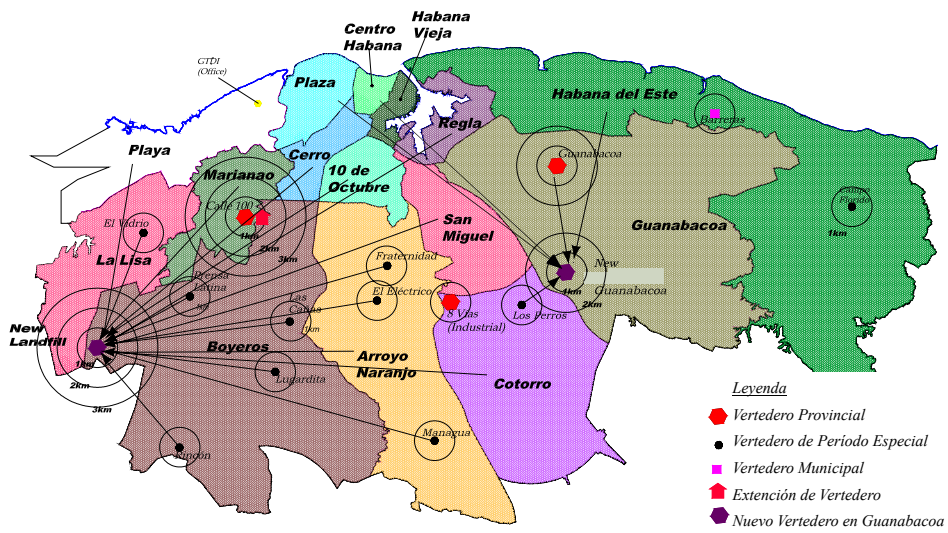 Habana
Vieja
Centro
Habana
GTDI
(Office)
Plaza
Habana del Este
Barreras
Regla
Playa
Cerro
Guanabacoa
Marianao
10 de
Octubre
Campo
Florido
1km
Calle 100
El Vidrio
1km
2km
3km
San
Miguel
Guanabacoa
La Lisa
Fraternidad
New
Guanabacoa
1km
2km
Prensa
Latina
El Eléctrico
Las
Cañas
1km
8 Vías
(Industrial)
Los Perros
New
Landfill
Boyeros
1km
2km
3km
Arroyo
Naranjo
Lugardita
Cotorro
Managua
Rincón
Leyenda
Vertedero Provincial
Vertedero de Período Especial
Vertedero Municipal
Extención de Vertedero
Nuevo Vertedero en Guanabacoa